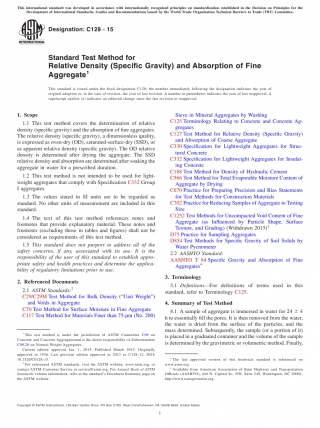 This international standard was developed in accordance with internationally recognized principles on standardization established in the Decision on Principles for the
Development of International Standards, Guides and Recommendations issued by the World Trade Organization Technical Barriers to Trade (TBT) Committee.
Designation: C128 − 15
INTERNATIONAL
Standard Test Method for
Relative Density (Specific Gravity) and Absorption of Fine
Aggregate1
This standard is issued under the fixed designation C128; the number immediately following the designation indicates the year of
original adoption or, in the case of revision, the year of last revision. A number in parentheses indicates the year of last reapproval. A
superscript epsilon (ε) indicates an editorial change since the last revision or reapproval.
1. Scope
1.1 This test method covers the determination of relative
density (specific gravity) and the absorption of fine aggregates.
The relative density (specific gravity), a dimensionless quality,
is expressed as oven-dry (OD), saturated-surface-dry (SSD), or
as apparent relative density (specific gravity). The OD relative
density is determined after drying the aggregate. The SSD
relative density and absorption are determined after soaking the
aggregate in water for a prescribed duration.
1.2 This test method is not intended to be used for light-
weight aggregates that comply with Specification C332 Group
I aggregates.
1.3 The values stated in SI units are to be regarded as
standard. No other units of measurement are included in this
standard.
1.4 The text of this test method references notes and
footnotes that provide explanatory material. These notes and
footnotes (excluding those in tables and figures) shall not be
considered as requirements of this test method.
1.5 This standard does not purport to address all of the
safety concerns, if any, associated with its use. It is the
responsibility of the user of this standard to establish appro-
priate safety and health practices and determine the applica-
bility of regulatory limitations prior to use.
2. Referenced Documents
2.1 ASTM Standards:2
C29/C29M Test Method for Bulk Density (“Unit Weight”)
and Voids in Aggregate
C70 Test Method for Surface Moisture in Fine Aggregate
C117 Test Method for Materials Finer than 75-μm (No. 200)
1 This test method is under the jurisdiction of ASTM Committee C09 on
Concrete and Concrete Aggregates and is the direct responsibility of Subcommittee
C09.20 on Normal Weight Aggregates.
Current edition approved Jan. 1, 2015. Published March 2015. Originally
approved in 1936. Last previous edition approved in 2012 as C128–12. DOI:
10.1520/C0128-15.
2 For referenced ASTM standards, visit the ASTM website, www.astm.org, or
contact ASTM Customer Service at service@astm.org. For Annual Book of ASTM
Standards volume information, refer to the standard's Document Summary page on
the ASTM website.
Sieve in Mineral Aggregates by Washing
C125 Terminology Relating to Concrete and Concrete Ag-
gregates
C127 Test Method for Relative Density (Specific Gravity)
and Absorption of Coarse Aggregate
C330 Specification for Lightweight Aggregates for Struc-
tural Concrete
C332 Specification for Lightweight Aggregates for Insulat-
ing Concrete
C188 Test Method for Density of Hydraulic Cement
C566 Test Method for Total Evaporable Moisture Content of
Aggregate by Drying
C670 Practice for Preparing Precision and Bias Statements
for Test Methods for Construction Materials
C702 Practice for Reducing Samples of Aggregate to Testing
Size
C1252 Test Methods for Uncompacted Void Content of Fine
Aggregate (as Influenced by Particle Shape, Surface
Texture, and Grading) (Withdrawn 2015)3
D75 Practice for Sampling Aggregates
D854 Test Methods for Specific Gravity of Soil Solids by
Water Pycnometer
2.2 AASHTO Standard:
AASHTO T 84 Specific Gravity and Absorption of Fine
Aggregates4
3. Terminology
3.1 Definitions—For definitions of terms used in this
standard, refer to Terminology C125.
4. Summary of Test Method
4.1 A sample of aggregate is immersed in water for 24 ± 4
h to essentially fill the pores. It is then removed from the water,
the water is dried from the surface of the particles, and the
mass determined. Subsequently, the sample (or a portion of it)
is placed in a graduated container and the volume of the sample
is determined by the gravimetric or volumetric method. Finally,
3 The last approved version of this historical standard is referenced on
www.astm.org.
4 Available from American Association of State Highway and Transportation
Officials (AASHTO), 444 N. Capitol St., NW, Suite 249, Washington, DC 20001,
http://www.transportation.org.
Copyright © ASTM International, 100 Barr Harbor Drive, PO Box C700, West Conshohocken, PA 19428-2959. United States
1